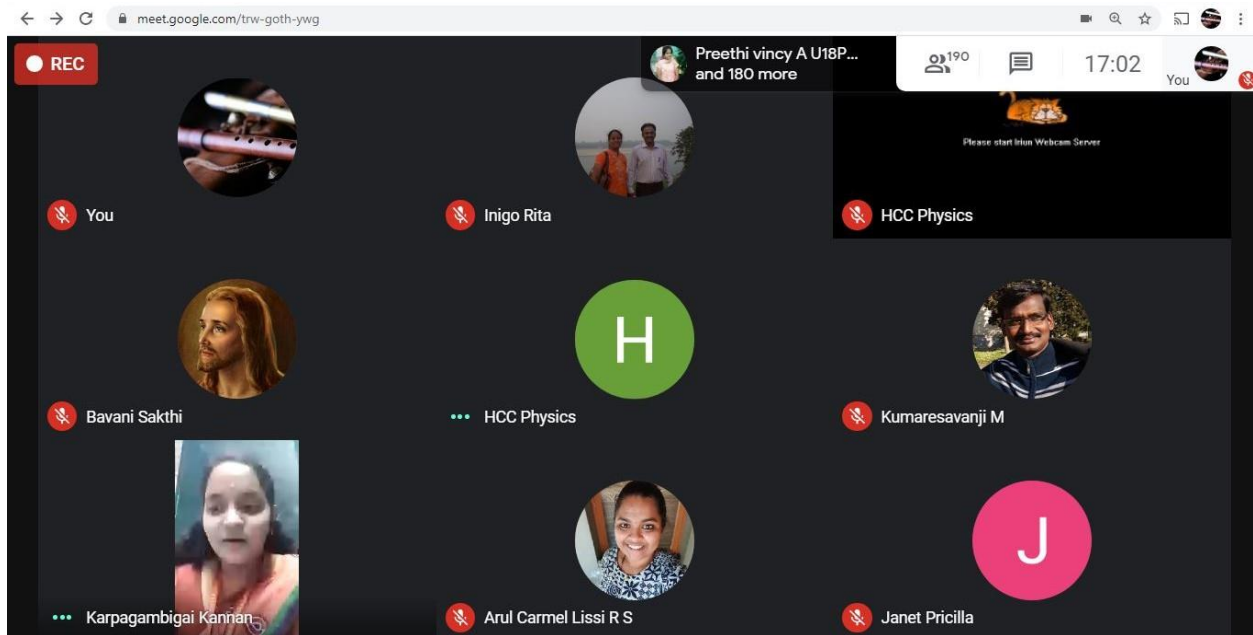 meet.google.com/trw-goth-ywg
REC
Preethi vincy A U18P...
and 180 more
190
17:02
You
Please start Iriun Webcam Server
You
Inigo Rita
HCC Physics
Bavani Sakthi
H
HCC Physics
Kumaresavanji M
Karpagambigai Kannan
Arul Carmel Lissi R S
J
Janet Pricilla